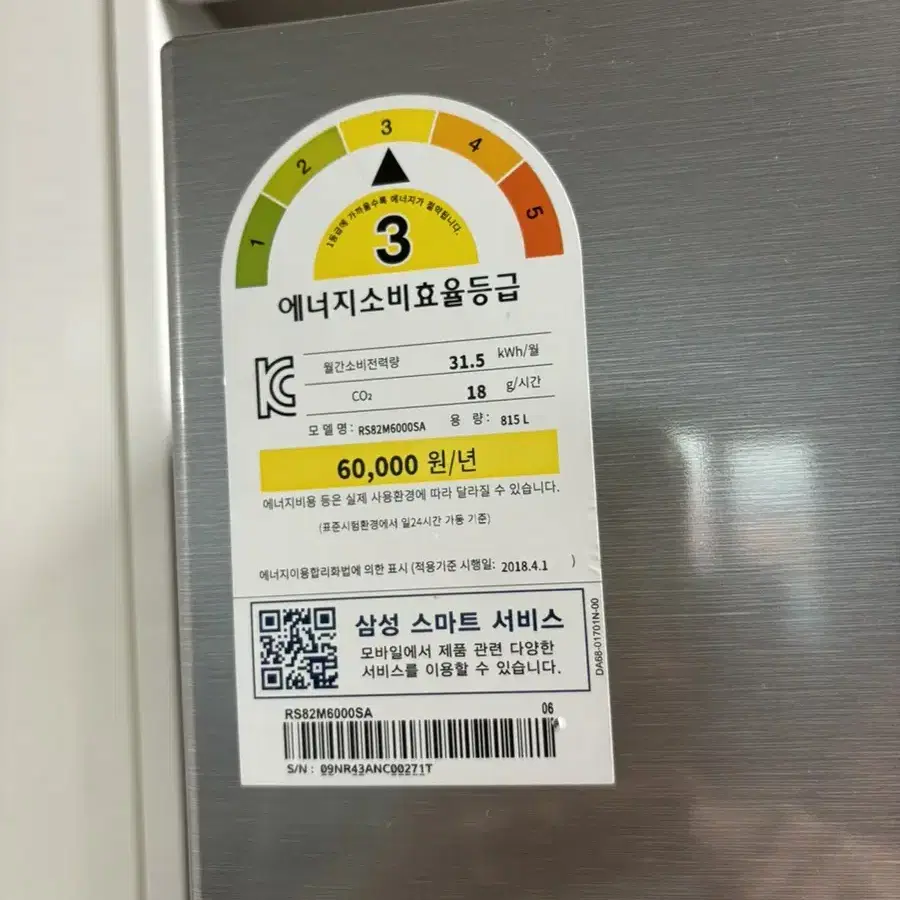 1 2 3 4 5
1등급에 가까울수록 에너지가 절약됩니다.
3
에너지소비효율등급
월간소비전력량 31.5 kWh/월
CO₂ 18 g/시간
모델명: RS82M6000SA 용 량: 815 L
60,000 원/년
에너지비용 등은 실제 사용환경에 따라 달라질 수 있습니다.
(표준시험환경에서 일24시간 가동 기준)
에너지이용합리화법에 의한 표시 (적용기준 시행일: 2018.4.1 )
삼성 스마트 서비스
모바일에서 제품 관련 다양한
서비스를 이용할 수 있습니다.
DA68-01701N-00
RS82M6000SA 06
S/N : 09NR43ANC00271T